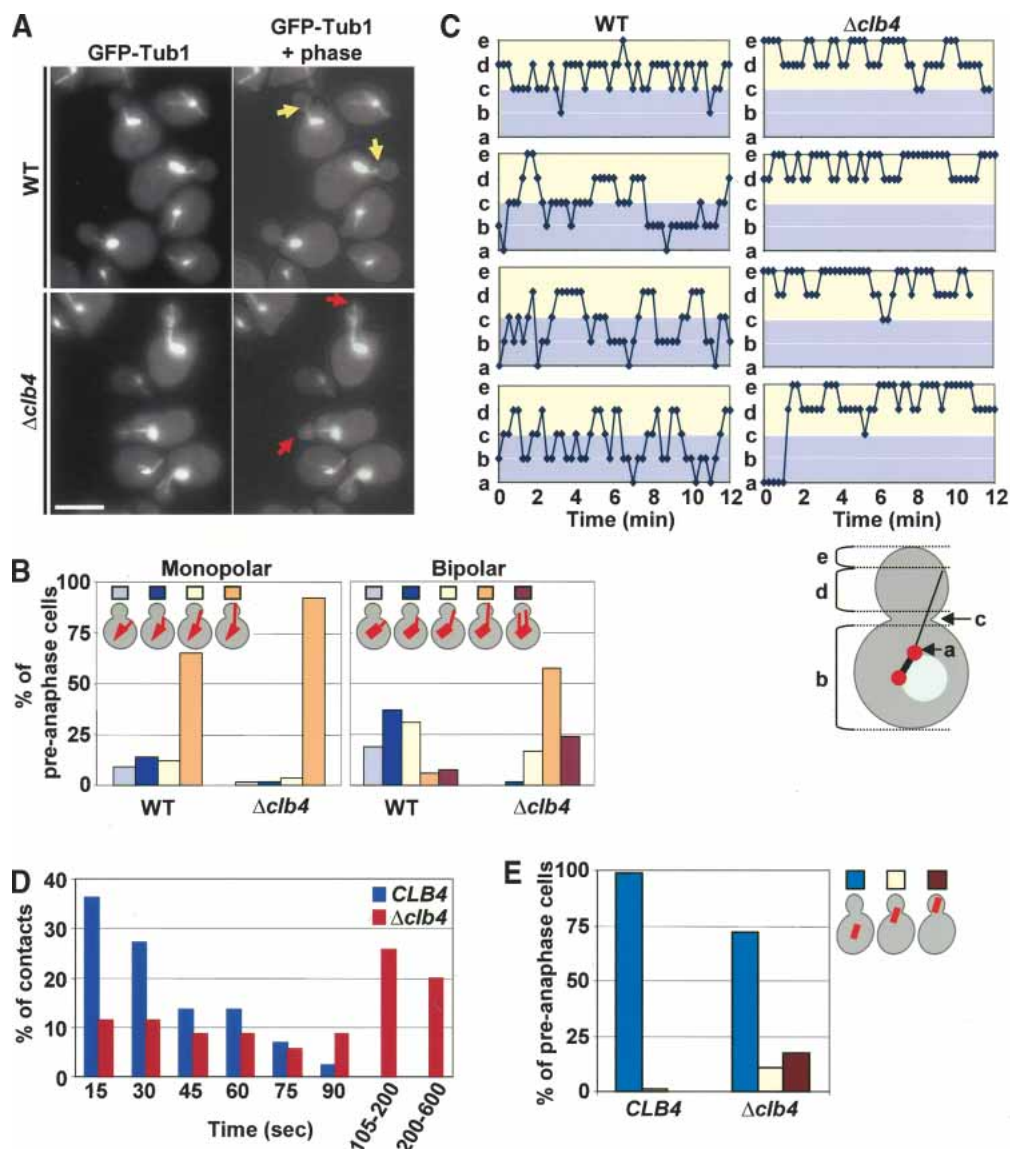 A
GFP-Tub1
GFP-Tub1
+ phase
WT
Δclb4
B
Monopolar
Bipolar
% of
pre-anaphase cells
100
75
50
25
0
WT
Δclb4
WT
Δclb4
C
WT
Δclb4
e
d
c
b
a
e
d
c
b
a
e
d
c
b
a
e
d
c
b
a
e
d
c
b
a
e
d
c
b
a
e
d
c
b
a
e
d
c
b
a
0 2 4 6 8 10 12
0 2 4 6 8 10 12
Time (min)
Time (min)
e
d
c
a
b
D
% of contacts
40
30
20
10
0
CLB4
Δclb4
15 30 45 60 75 90 105-200 200-600
Time (sec)
E
% of pre-anaphase cells
100
75
50
25
0
CLB4
Δclb4